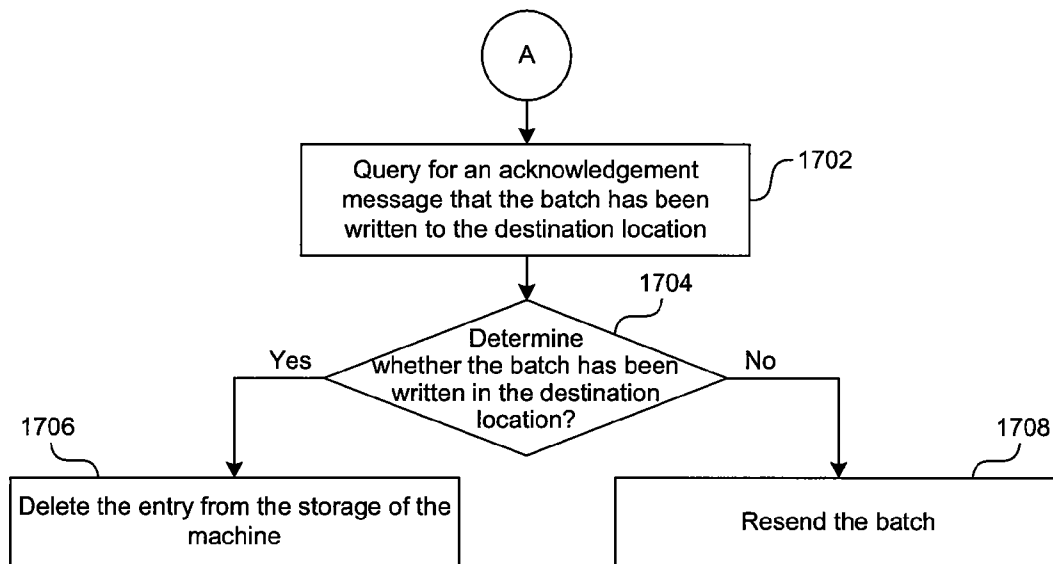 A
Query for an acknowledgement
message that the batch has been
written to the destination location
1702
1704
Determine
whether the batch has been
written in the destination
location?
Yes
No
1706
1708
Delete the entry from the storage of the
machine
Resend the batch